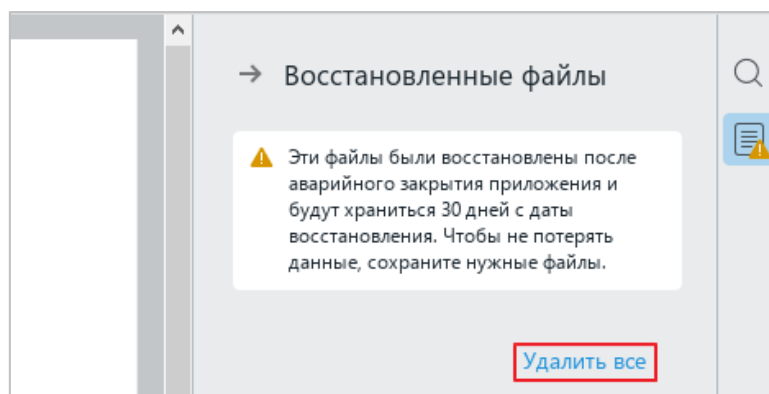 Восстановленные файлы
Эти файлы были восстановлены после
аварийного закрытия приложения и
будут храниться 30 дней с даты
восстановления. Чтобы не потерять
данные, сохраните нужные файлы.
Удалить все